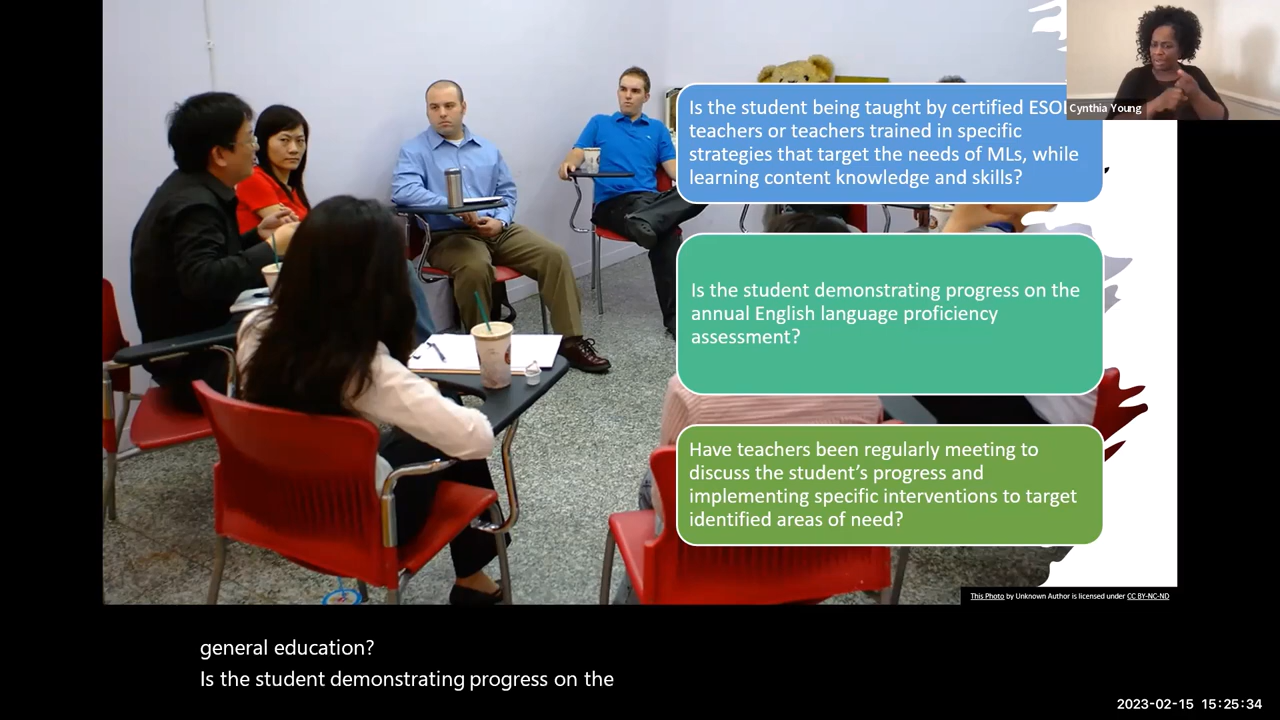 Is the student being taught by certified ESOL
teachers or teachers trained in specific
strategies that target the needs of MLs, while
learning content knowledge and skills?
Cynthia Young
Is the student demonstrating progress on the
annual English language proficiency
assessment?
Have teachers been regularly meeting to
discuss the student's progress and
implementing specific interventions to target
identified areas of need?
This Photo by Unknown Author is licensed under CC BY-NC-ND
general education?
Is the student demonstrating progress on the
2023-02-15 15:25:34